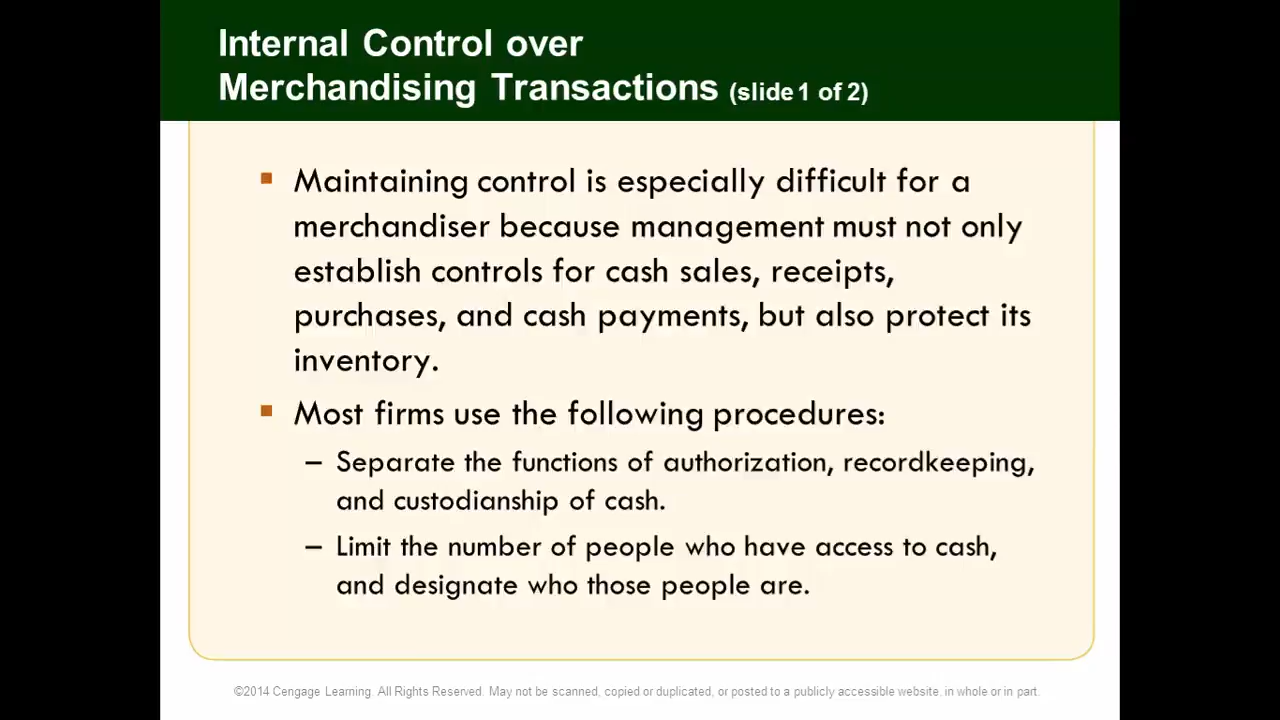 Internal Control over
Merchandising Transactions (slide 1 of 2)
▪ Maintaining control is especially difficult for a
merchandiser because management must not only
establish controls for cash sales, receipts,
purchases, and cash payments, but also protect its
inventory.
▪ Most firms use the following procedures:
– Separate the functions of authorization, recordkeeping,
and custodianship of cash.
– Limit the number of people who have access to cash,
and designate who those people are.
©2014 Cengage Learning. All Rights Reserved. May not be scanned, copied or duplicated, or posted to a publicly accessible website, in whole or in part.